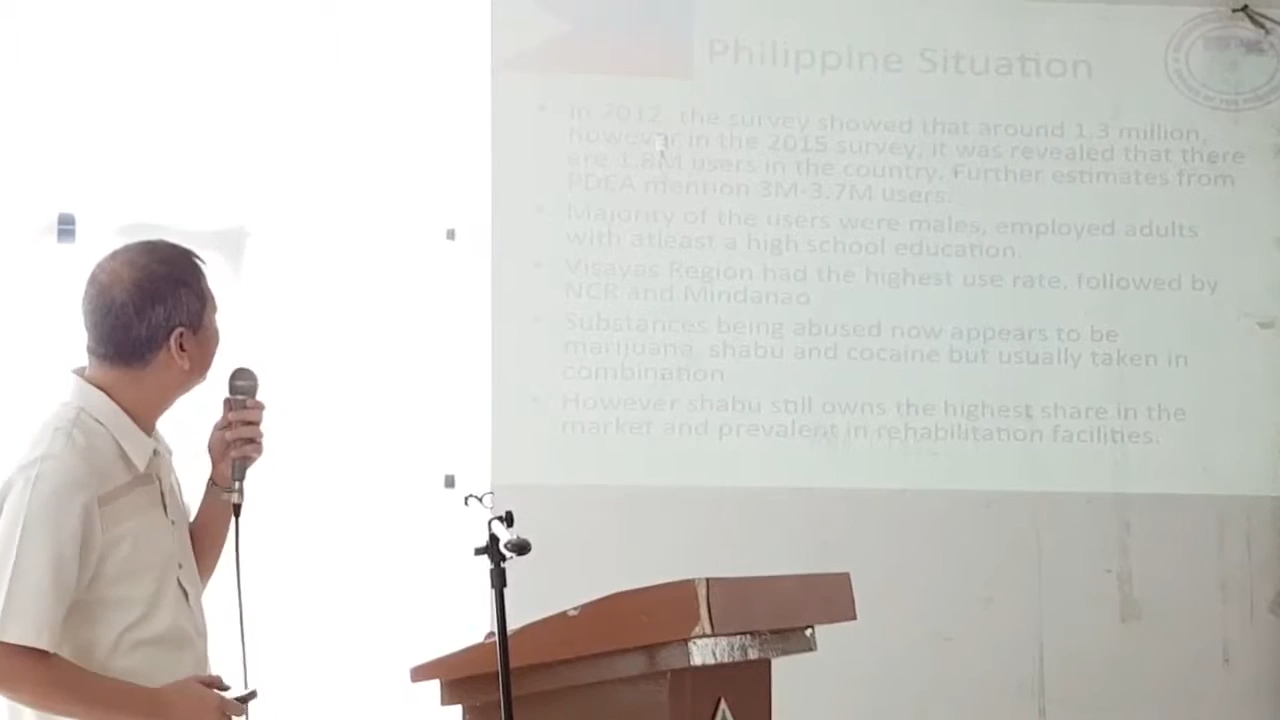 Philippine Situation
• In 2012, the survey showed that around 1.3 million,
however in the 2015 survey, it was revealed that there
are 1.8M users in the country. Further estimates from
PDEA mention 3M-3.7M users.
• Majority of the users were males, employed adults
with atleast a high school education.
• Visayas Region had the highest use rate, followed by
NCR and Mindanao
• Substances being abused now appears to be
marijuana, shabu and cocaine but usually taken in
combination
• However shabu still owns the highest share in the
market and prevalent in rehabilitation facilities.